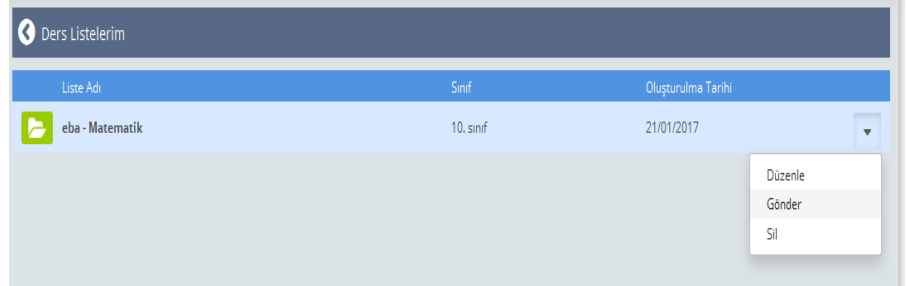 Ders Listelerim
Liste Adı Sınıf Oluşturulma Tarihi
eba - Matematik 10. sınıf 21/01/2017
Düzenle
Gönder
Sil